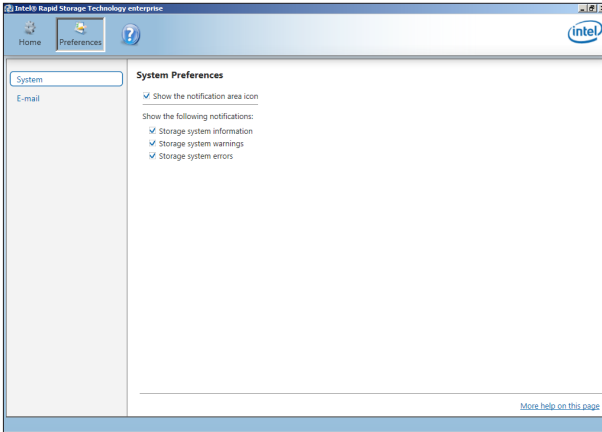 Intel® Rapid Storage Technology enterprise
Home
Preferences
?
intel
System
E-mail
System Preferences
Show the notification area icon
Show the following notifications:
Storage system information
Storage system warnings
Storage system errors
More help on this page